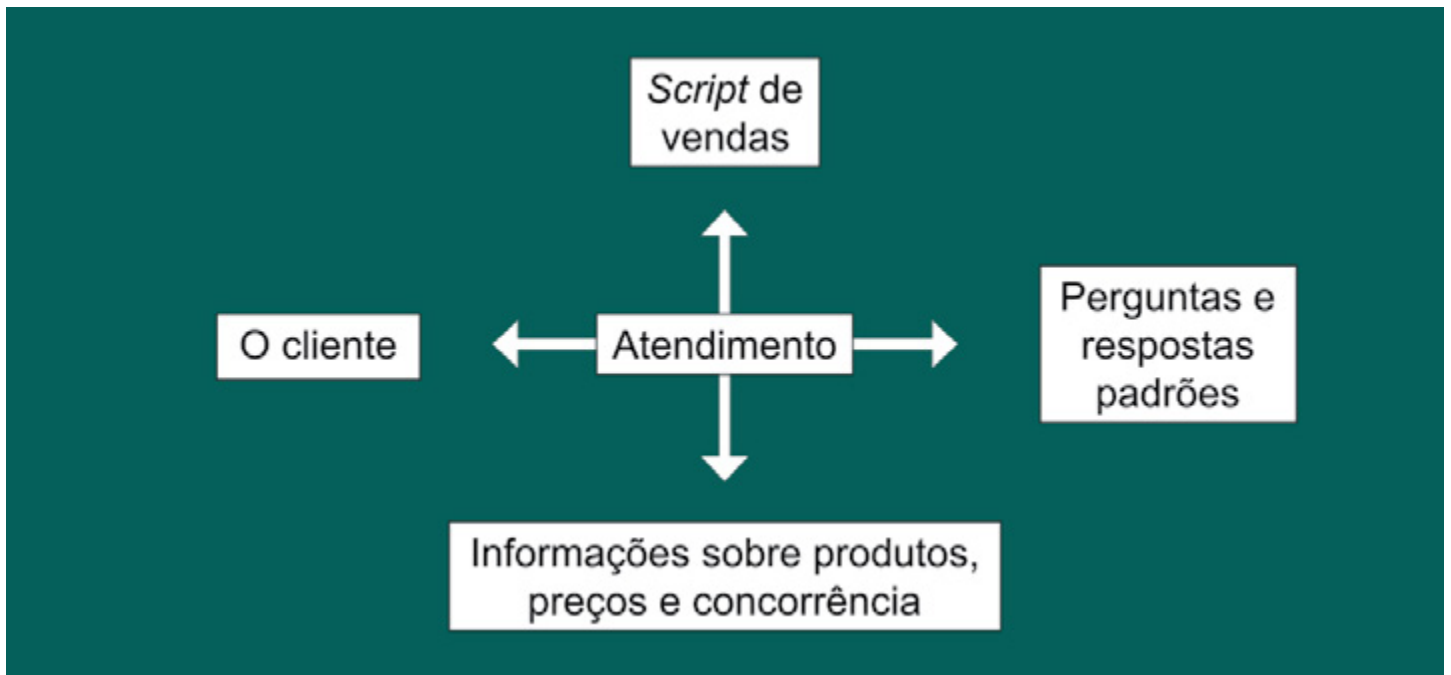 Script de
vendas
O cliente
Atendimento
Perguntas e
respostas
padrões
Informações sobre produtos,
preços e concorrência